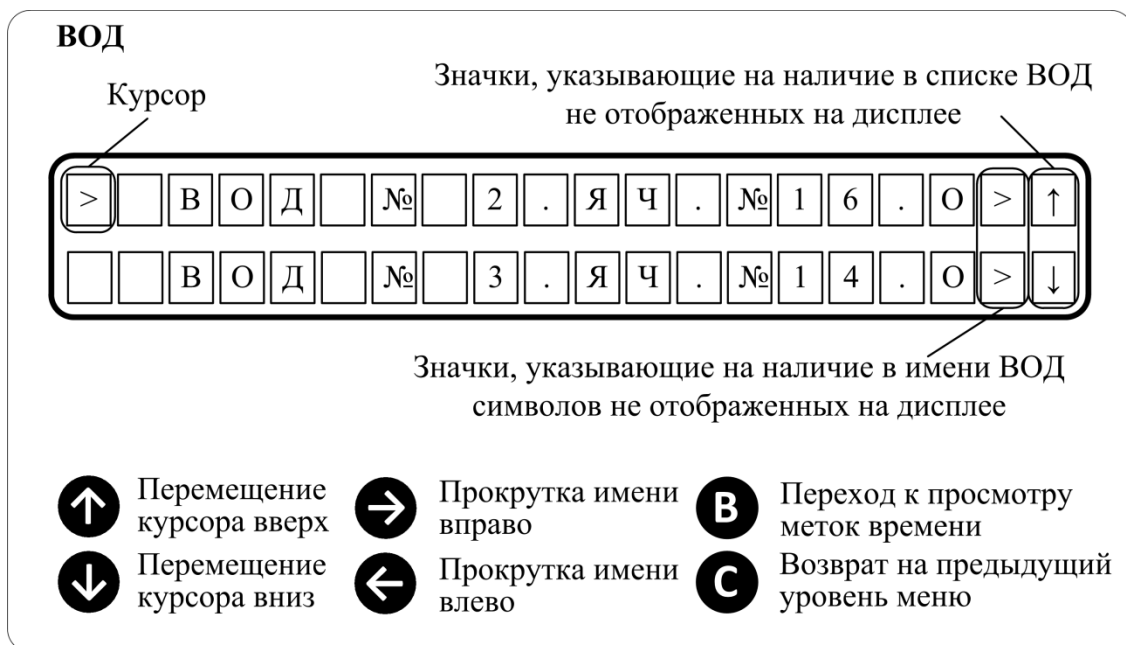 ВОД
Значки, указывающие на наличие в списке ВОД
не отображенных на дисплее
Курсор
> ВОД № 2.ЯЧ.№16.О>↑
ВОД № 3.ЯЧ.№14.О>↓
Значки, указывающие на наличие в имени ВОД
символов не отображенных на дисплее
↑ Перемещение
курсора вверх
→ Прокрутка имени
вправо
B Переход к просмотру
меток времени
↓ Перемещение
курсора вниз
← Прокрутка имени
влево
C Возврат на предыдущий
уровень меню